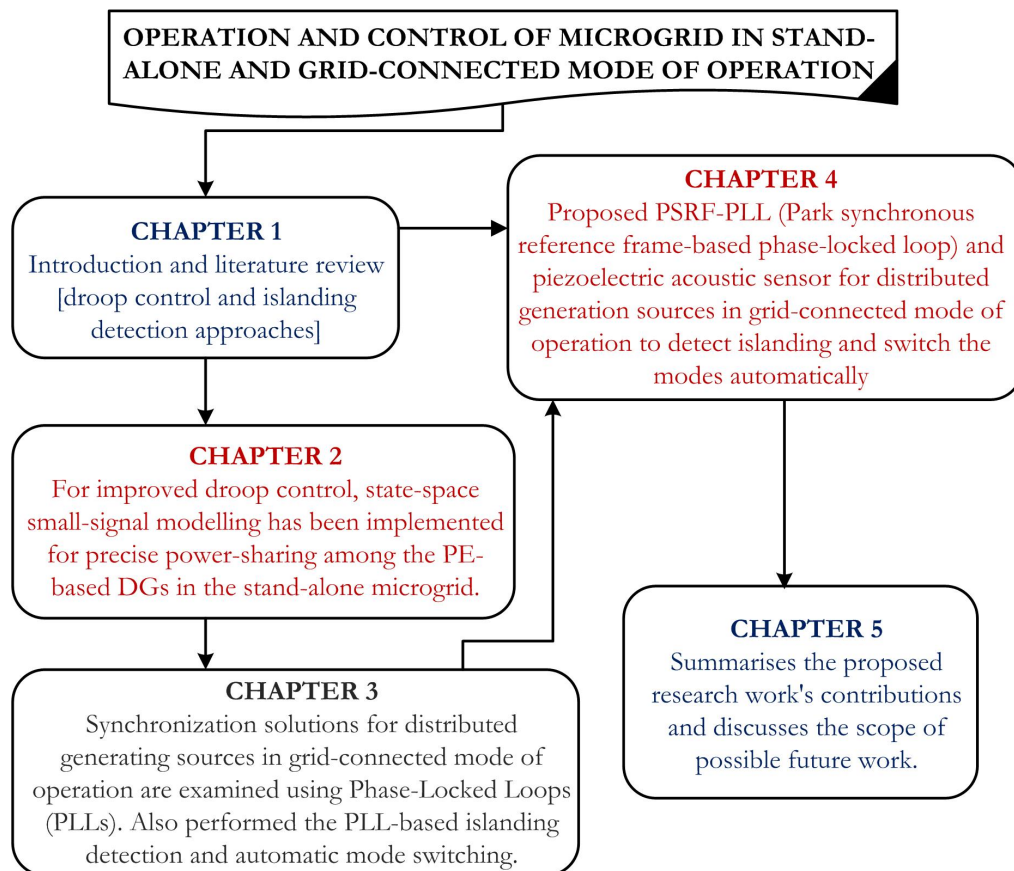 OPERATION AND CONTROL OF MICROGRID IN STAND-
ALONE AND GRID-CONNECTED MODE OF OPERATION
CHAPTER 1
Introduction and literature review
[droop control and islanding
detection approaches]
CHAPTER 2
For improved droop control, state-space
small-signal modelling has been implemented
for precise power-sharing among the PE-
based DGs in the stand-alone microgrid.
CHAPTER 3
Synchronization solutions for distributed
generating sources in grid-connected mode of
operation are examined using Phase-Locked Loops
(PLLs). Also performed the PLL-based islanding
detection and automatic mode switching.
CHAPTER 4
Proposed PSRF-PLL (Park synchronous
reference frame-based phase-locked loop) and
piezoelectric acoustic sensor for distributed
generation sources in grid-connected mode of
operation to detect islanding and switch the
modes automatically
CHAPTER 5
Summarises the proposed
research work's contributions
and discusses the scope of
possible future work.